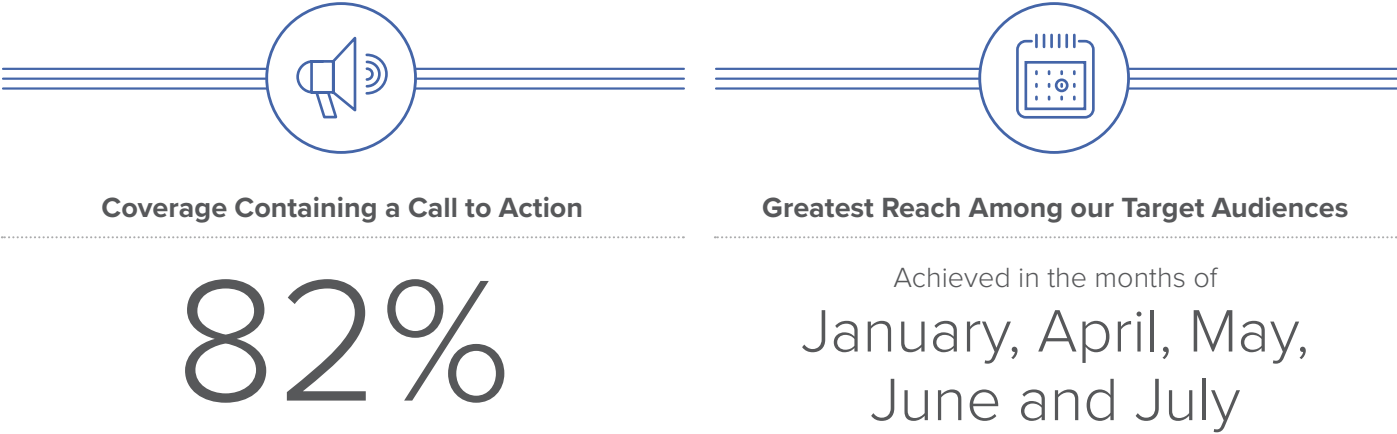 Coverage Containing a Call to Action
82%
Greatest Reach Among our Target Audiences
Achieved in the months of
January, April, May,
June and July